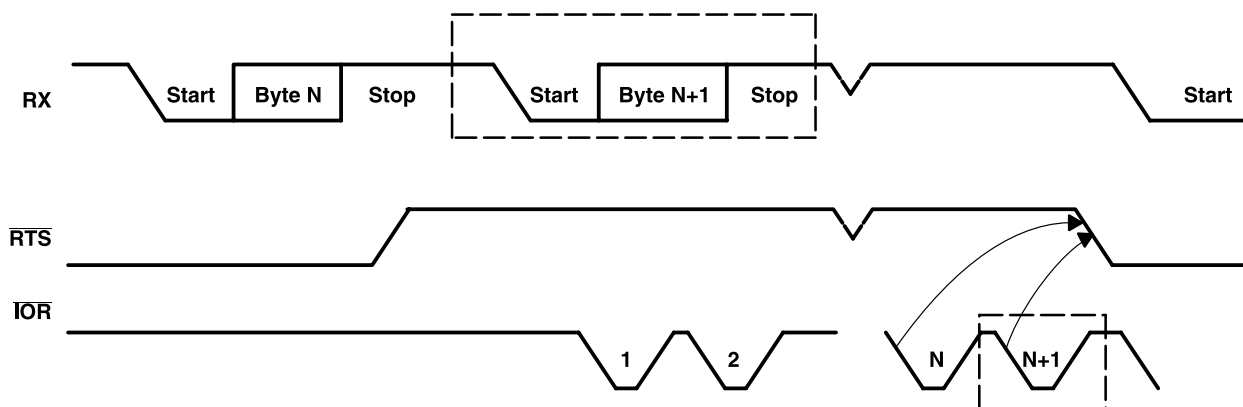 RX Start Byte N Stop Start Byte N+1 Stop Start
RTS
IOR 1 2 N N+1